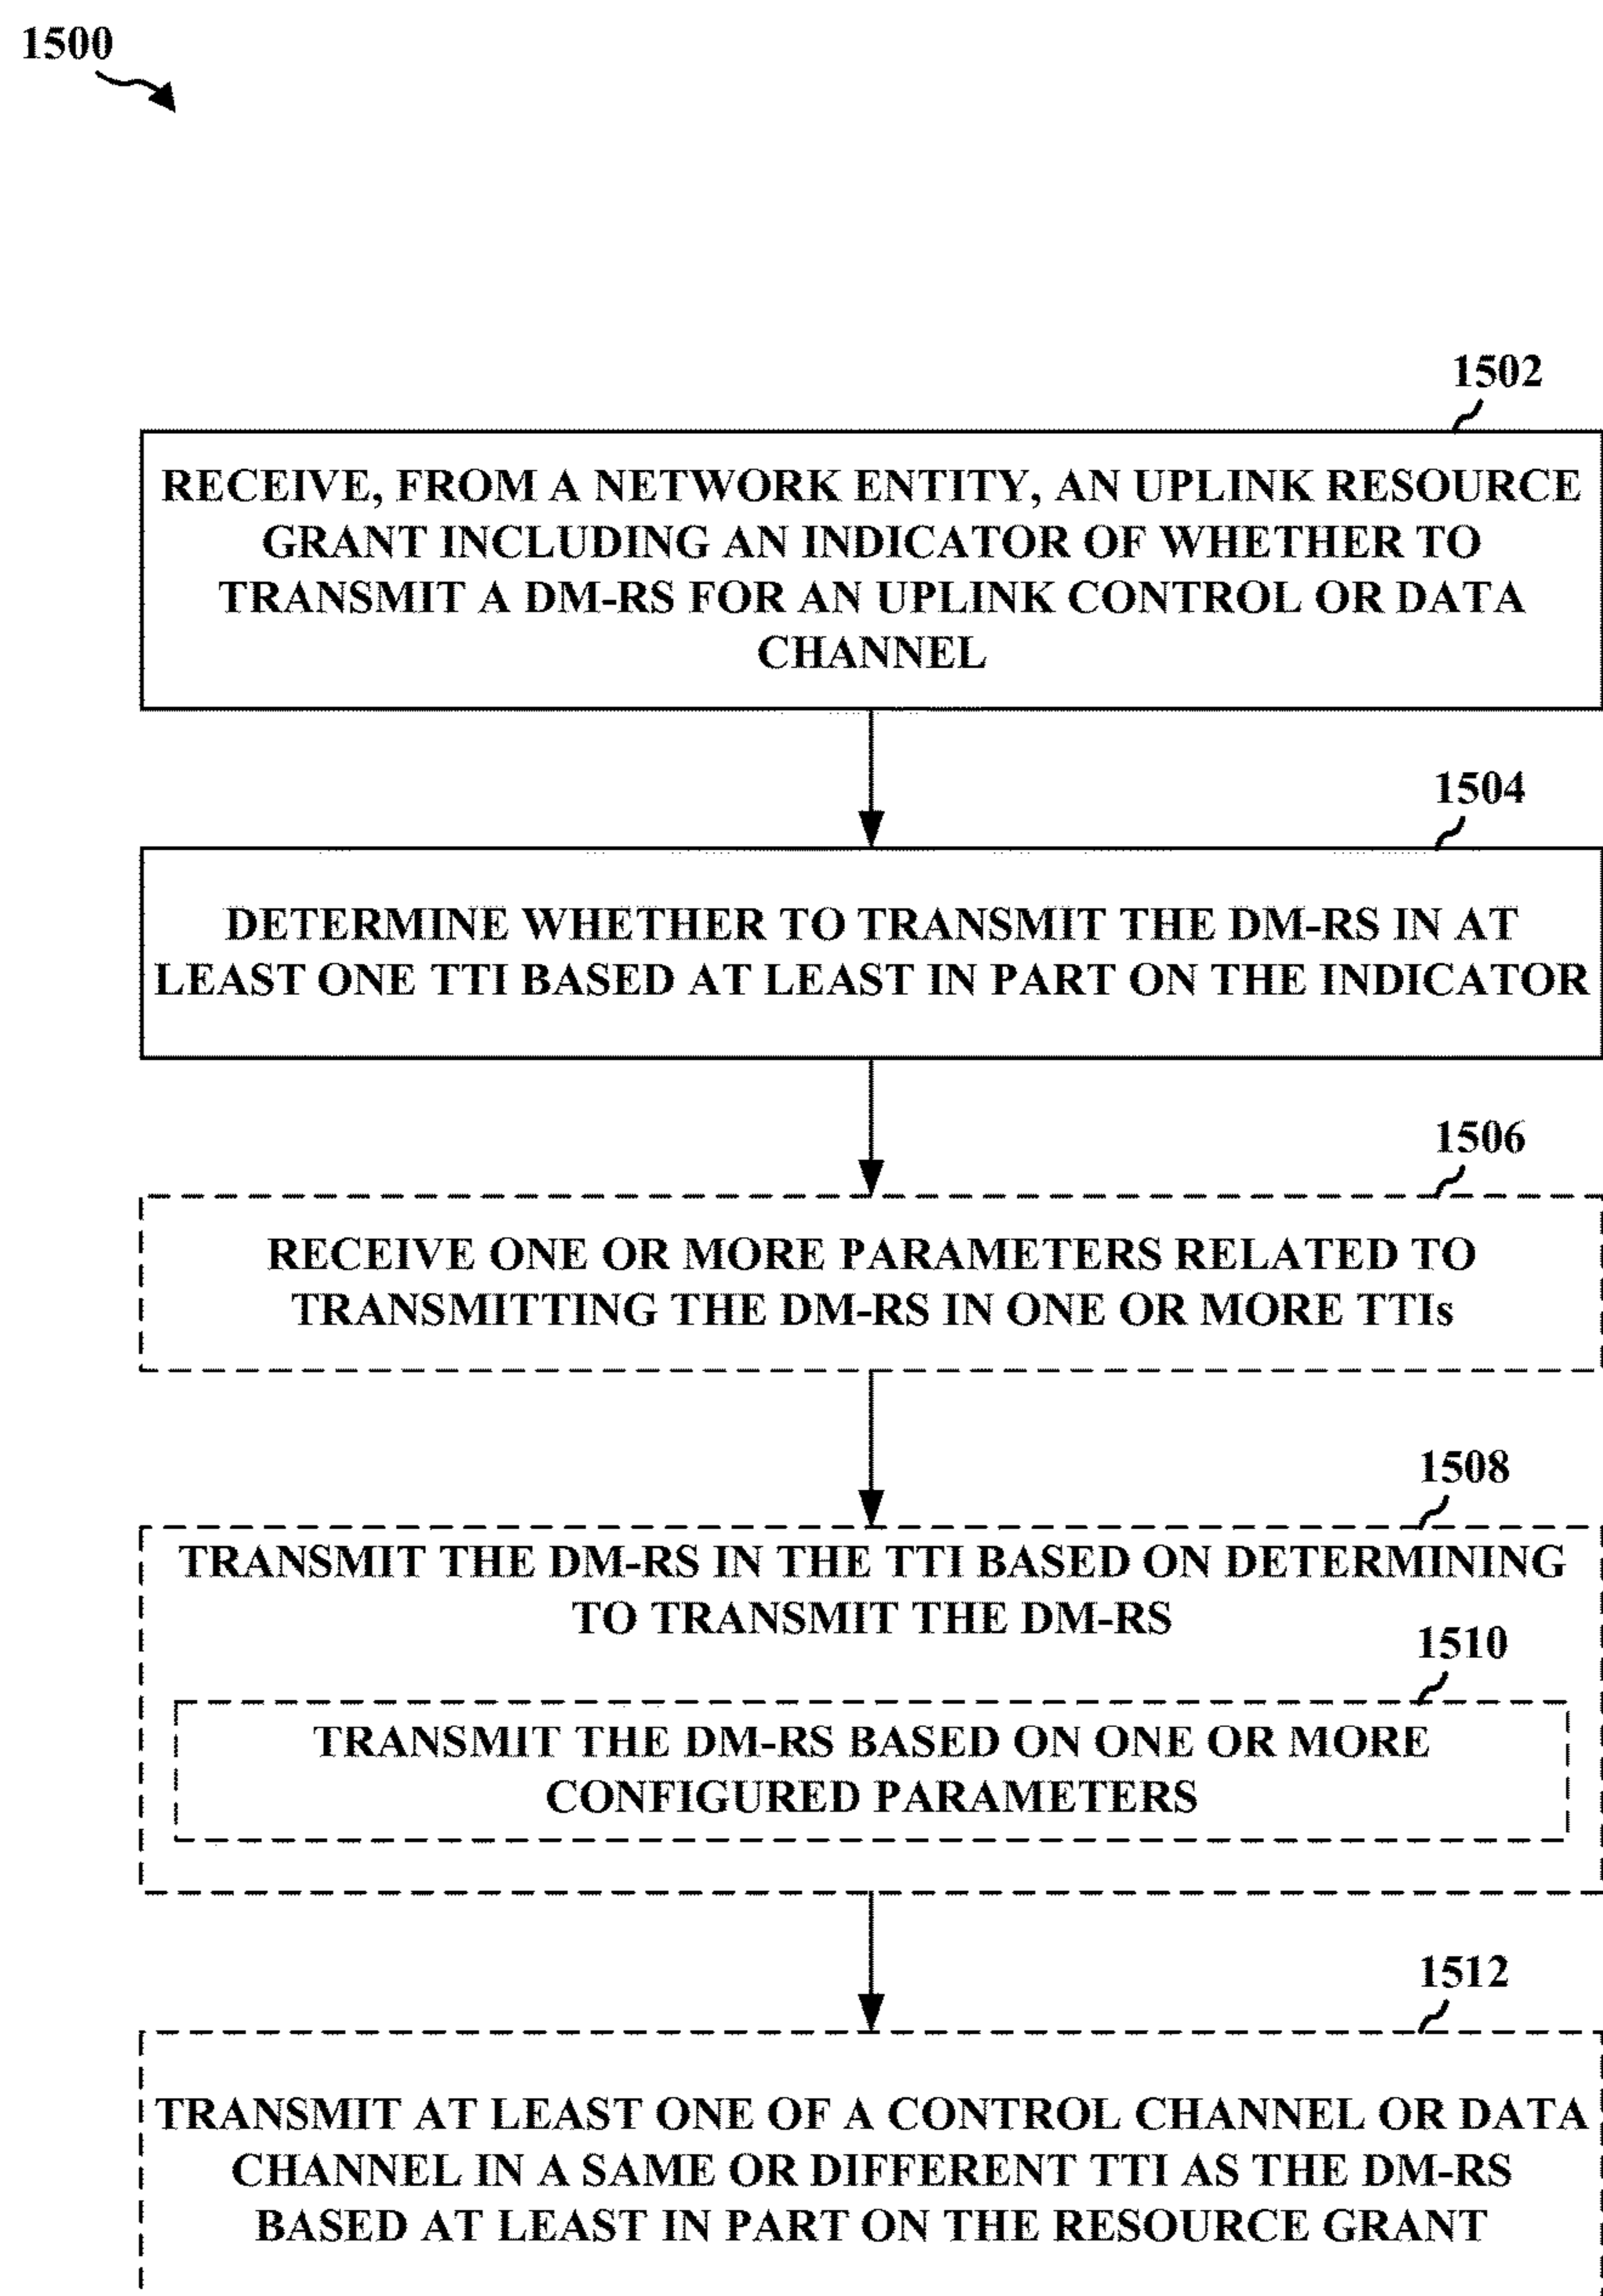 1500
1502
RECEIVE, FROM A NETWORK ENTITY, AN UPLINK RESOURCE
GRANT INCLUDING AN INDICATOR OF WHETHER TO
TRANSMIT A DM-RS FOR AN UPLINK CONTROL OR DATA
CHANNEL
1504
DETERMINE WHETHER TO TRANSMIT THE DM-RS IN AT
LEAST ONE TTI BASED AT LEAST IN PART ON THE INDICATOR
1506
RECEIVE ONE OR MORE PARAMETERS RELATED TO
TRANSMITTING THE DM-RS IN ONE OR MORE TTIs
1508
TRANSMIT THE DM-RS IN THE TTI BASED ON DETERMINING
TO TRANSMIT THE DM-RS
1510
TRANSMIT THE DM-RS BASED ON ONE OR MORE
CONFIGURED PARAMETERS
1512
TRANSMIT AT LEAST ONE OF A CONTROL CHANNEL OR DATA
CHANNEL IN A SAME OR DIFFERENT TTI AS THE DM-RS
BASED AT LEAST IN PART ON THE RESOURCE GRANT